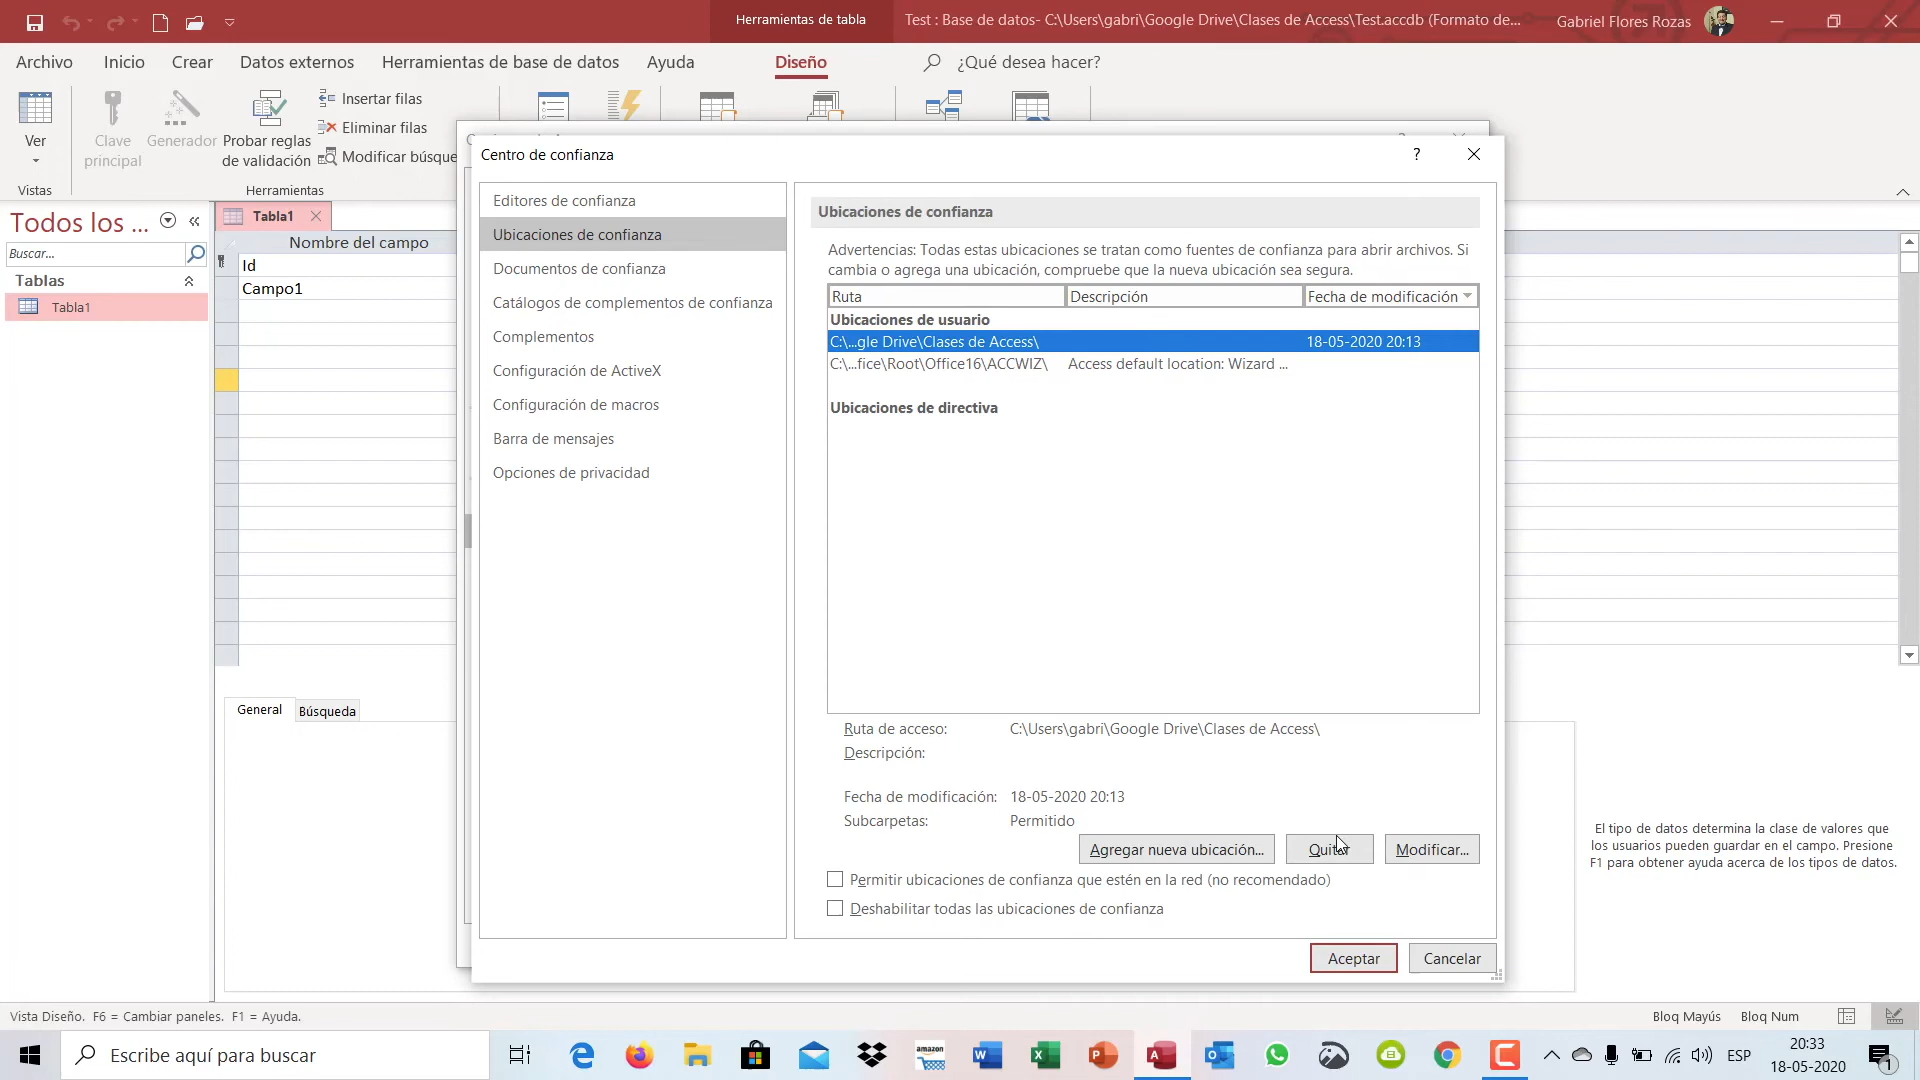 Herramientas de tabla
Test : Base de datos- C:\Users\gabri\Google Drive\Clases de Access\Test.accdb (Formato de...
Gabriel Flores Rozas
Archivo
Inicio
Crear
Datos externos
Herramientas de base de datos
Ayuda
Diseño
¿Qué desea hacer?
Ver
Clave
principal
Generador
Probar reglas
de validación
Insertar filas
Eliminar filas
Modificar búsque
Vistas
Herramientas
Todos los ...
Buscar...
Tablas
Tabla1
Tabla1
Nombre del campo
Id
Campo1
General
Búsqueda
Centro de confianza
?
Editores de confianza
Ubicaciones de confianza
Documentos de confianza
Catálogos de complementos de confianza
Complementos
Configuración de ActiveX
Configuración de macros
Barra de mensajes
Opciones de privacidad
Ubicaciones de confianza
Advertencias: Todas estas ubicaciones se tratan como fuentes de confianza para abrir archivos. Si
cambia o agrega una ubicación, compruebe que la nueva ubicación sea segura.
Ruta Descripción Fecha de modificación
Ubicaciones de usuario
C:\...gle Drive\Clases de Access\ 18-05-2020 20:13
C:\...fice\Root\Office16\ACCWIZ\ Access default location: Wizard ...
Ubicaciones de directiva
Ruta de acceso: C:\Users\gabri\Google Drive\Clases de Access\
Descripción:
Fecha de modificación: 18-05-2020 20:13
Subcarpetas: Permitido
Agregar nueva ubicación...
Quitar
Modificar...
Permitir ubicaciones de confianza que estén en la red (no recomendado)
Deshabilitar todas las ubicaciones de confianza
Aceptar
Cancelar
El tipo de datos determina la clase de valores que
los usuarios pueden guardar en el campo. Presione
F1 para obtener ayuda acerca de los tipos de datos.
Vista Diseño. F6 = Cambiar paneles. F1 = Ayuda.
Bloq Mayús
Bloq Num
Escribe aquí para buscar
amazon
ESP
20:33
18-05-2020
1